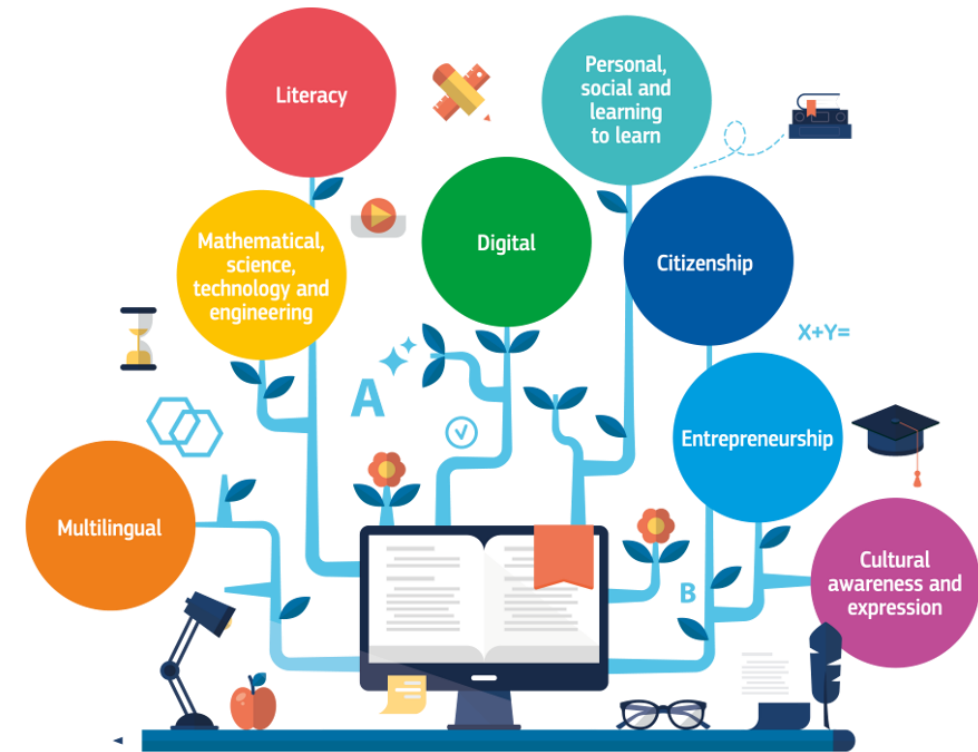 Literacy
Personal,
social and
learning
to learn
Mathematical,
science,
technology and
engineering
Digital
Citizenship
X+Y=
A
Entrepreneurship
Multilingual
Cultural
awareness and
expression
B